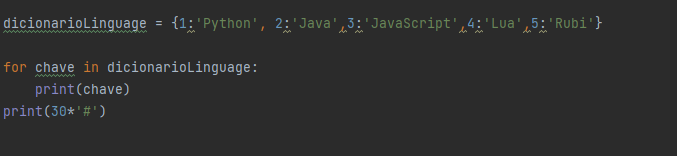 dicionarioLinguage = {1:'Python', 2:'Java',3:'JavaScript',4:'Lua',5:'Rubi'}
for chave in dicionarioLinguage:
    print(chave)
print(30*'#')